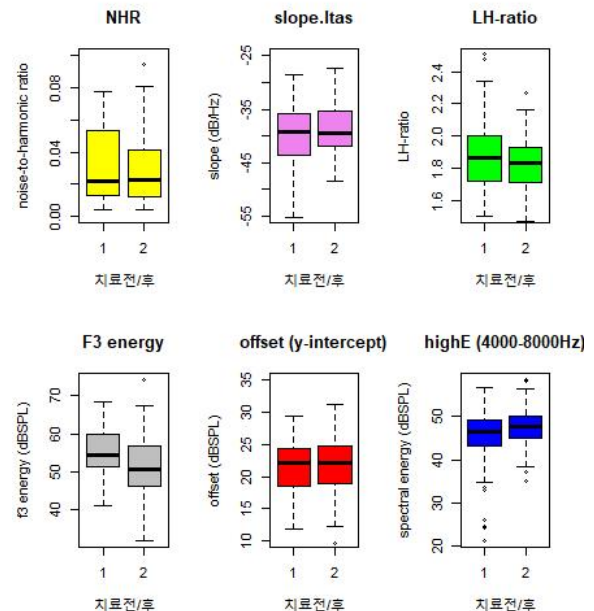 NHR
noise-to-harmonic ratio
0.00 0.04 0.08
1 2
치료전/후
slope.ltas
slope (dB/Hz)
-55 -45 -35 -25
1 2
치료전/후
LH-ratio
LH-ratio
1.6 1.8 2.0 2.2 2.4
1 2
치료전/후
F3 energy
f3 energy (dBSPL)
40 50 60 70
1 2
치료전/후
offset (y-intercept)
offset (dBSPL)
10 15 20 25 30 35
1 2
치료전/후
highE (4000-8000Hz)
spectral energy (dBSPL)
20 30 40 50
1 2
치료전/후